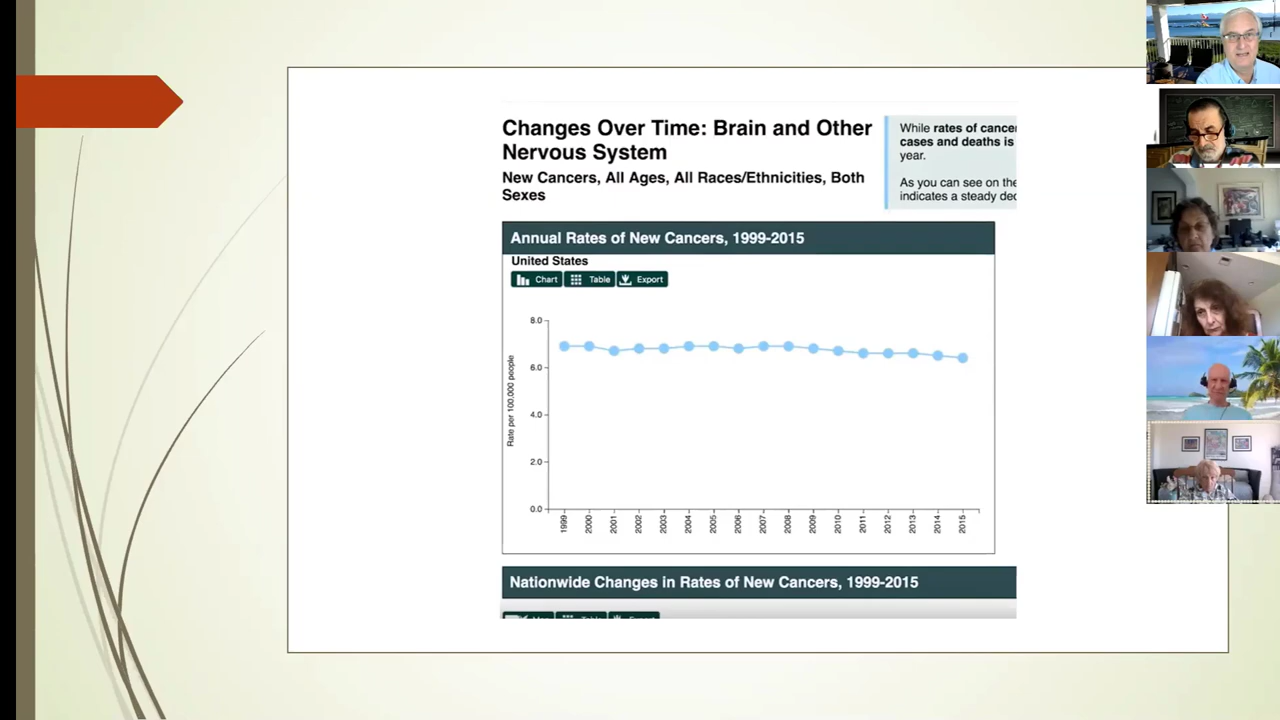 Changes Over Time: Brain and Other
Nervous System
New Cancers, All Ages, All Races/Ethnicities, Both
Sexes
While rates of cance
cases and deaths is
year.
As you can see on the
indicates a steady dec
Annual Rates of New Cancers, 1999-2015
United States
Chart Table Export
Rate per 100,000 people
8.0
6.0
4.0
2.0
0.0
1999 2000 2001 2002 2003 2004 2005 2006 2007 2008 2009 2010 2011 2012 2013 2014 2015
Nationwide Changes in Rates of New Cancers, 1999-2015